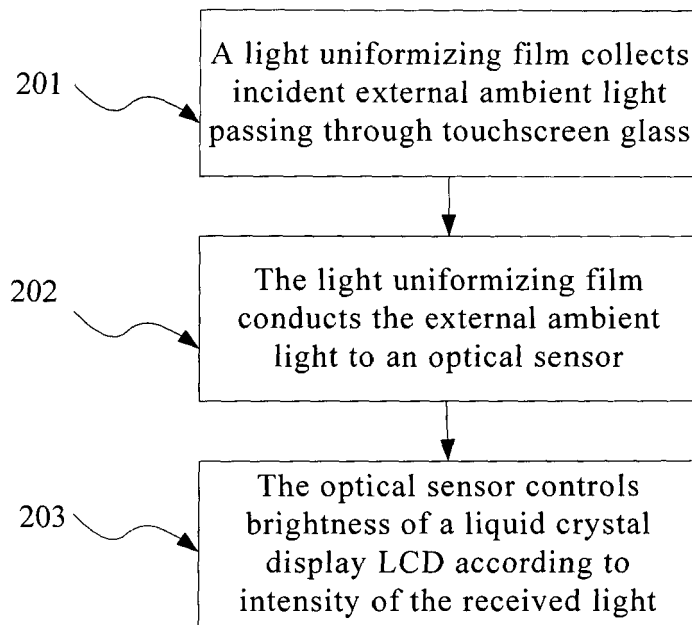 201
A light uniformizing film collects
incident external ambient light
passing through touchscreen glass
202
The light uniformizing film
conducts the external ambient
light to an optical sensor
203
The optical sensor controls
brightness of a liquid crystal
display LCD according to
intensity of the received light